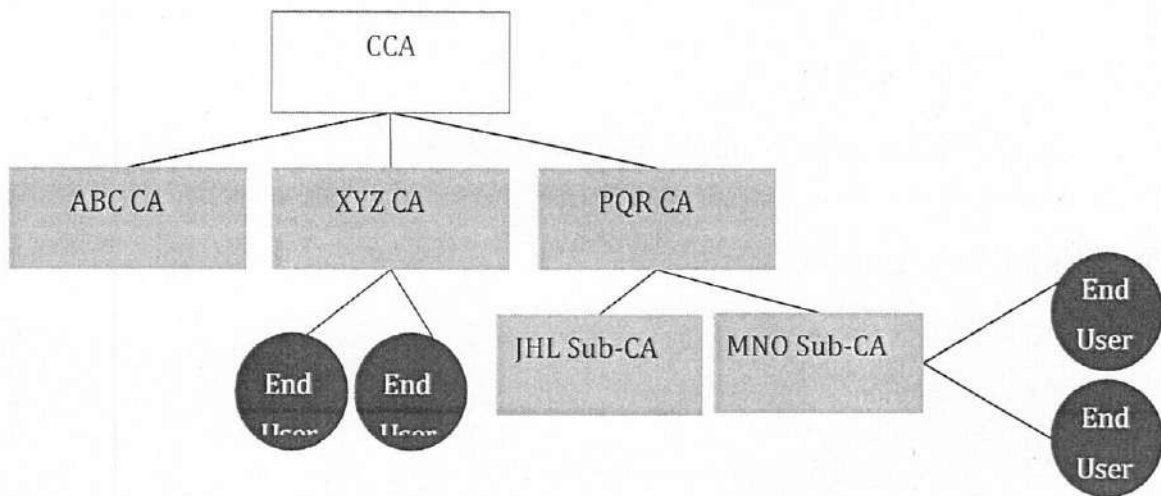 CCA
ABC CA
XYZ CA
PQR CA
JHL Sub-CA
MNO Sub-CA
End
User
End
User
End
User
End
User